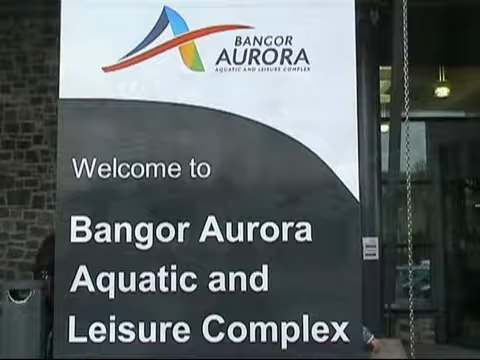 BANGOR
AURORA
AQUATIC AND LEISURE COMPLEX
Welcome to
Bangor Aurora
Aquatic and
Leisure Complex